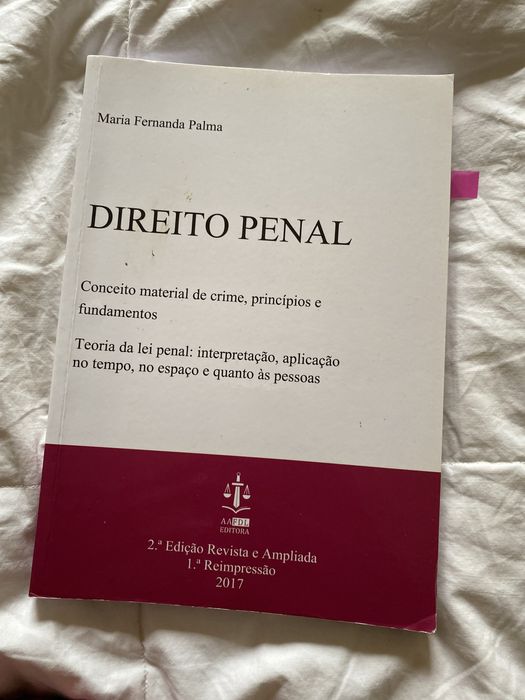 Maria Fernanda Palma
DIREITO PENAL
Conceito material de crime, princípios e
fundamentos
Teoria da lei penal: interpretação, aplicação
no tempo, no espaço e quanto às pessoas
AAFDL
EDITORA
2.ª Edição Revista e Ampliada
1.ª Reimpressão
2017